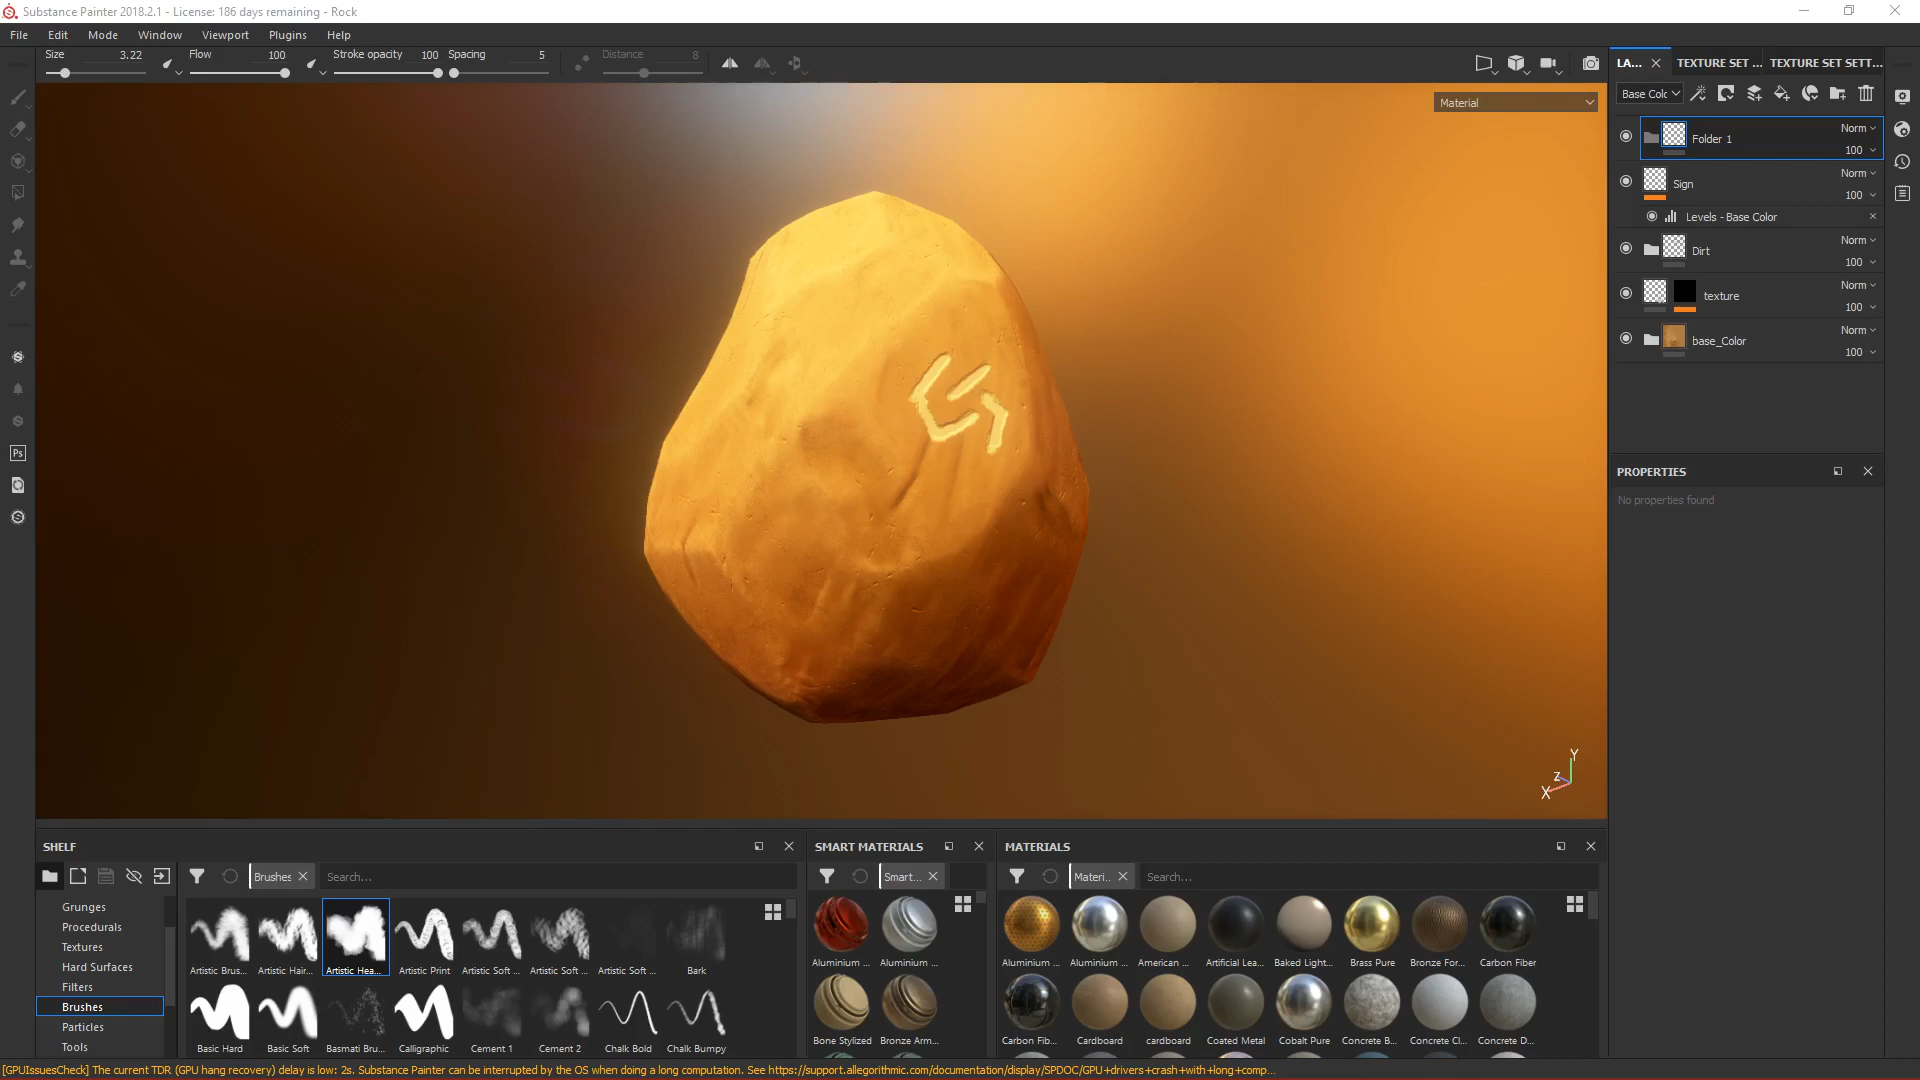 Substance Painter 2018.2.1 - License: 186 days remaining - Rock
File Edit Mode Window Viewport Plugins Help
Size 3.22 Flow 100 Stroke opacity 100 Spacing 5 Distance 8
LA... TEXTURE SET ... TEXTURE SET SETT...
Material
Base Colc
Folder 1 Norm 100
Sign Norm 100
Levels - Base Color
Dirt Norm 100
texture Norm 100
base_Color Norm 100
Ps
PROPERTIES
No properties found
Y
Z
X
SHELF
Brushes Search...
Grunges
Procedurals
Textures
Hard Surfaces
Filters
Brushes
Particles
Tools
Artistic Brus... Artistic Hair... Artistic Hea... Artistic Print Artistic Soft ... Artistic Soft ... Artistic Soft ... Bark
Basic Hard Basic Soft Basmati Bru... Calligraphic Cement 1 Cement 2 Chalk Bold Chalk Bumpy
SMART MATERIALS
Smart...
Aluminium ... Aluminium ...
Bone Stylized Bronze Arm...
MATERIALS
Materi.. Search...
Aluminium ... Aluminium ... American ... Artificial Lea... Baked Light... Brass Pure Bronze For... Carbon Fiber
Carbon Fib... Cardboard cardboard Coated Metal Cobalt Pure Concrete B... Concrete Cl... Concrete D...
[GPUIssuesCheck] The current TDR (GPU hang recovery) delay is low: 2s. Substance Painter can be interrupted by the OS when doing a long computation. See https://support.allegorithmic.com/documentation/display/SPDOC/GPU+drivers+crash+with+long+comp...